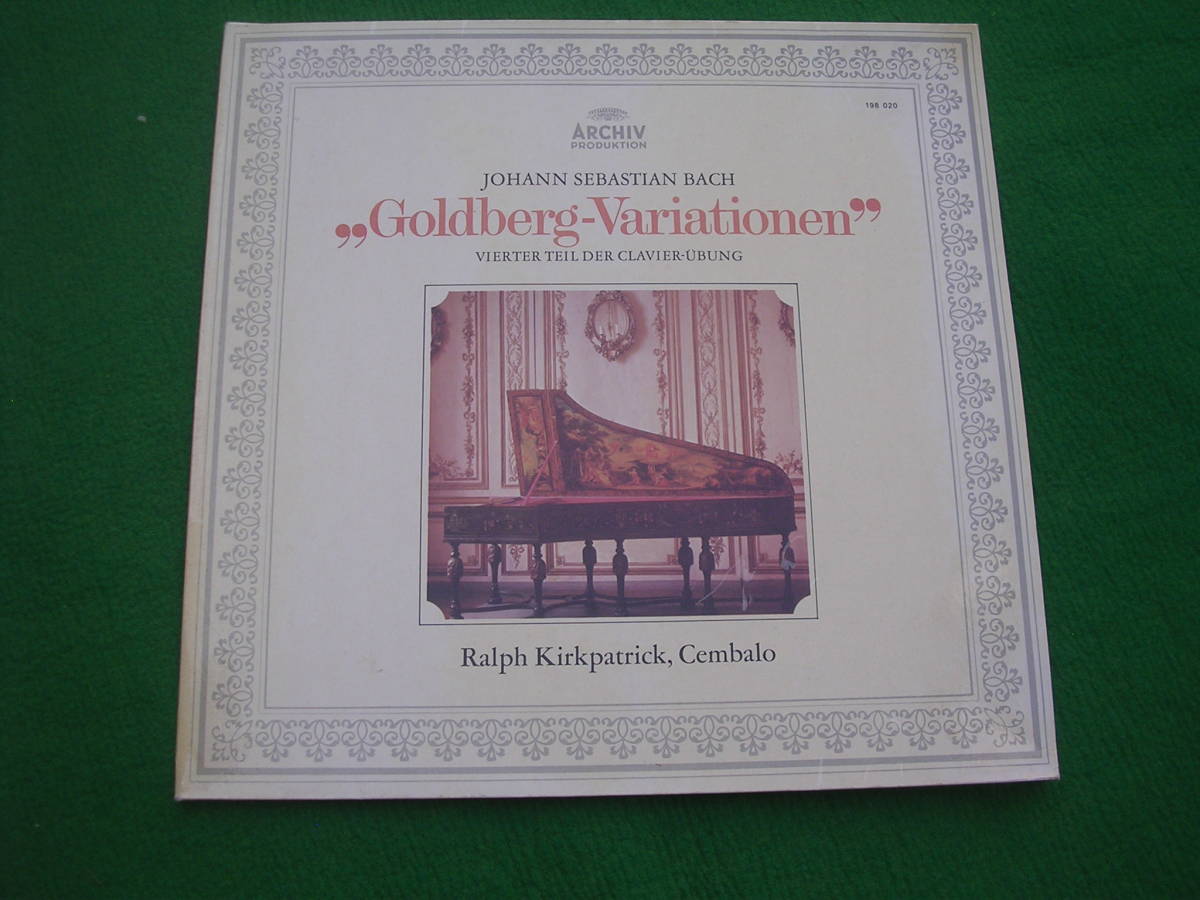 198 020
ARCHIV
PRODUKTION
JOHANN SEBASTIAN BACH
„Goldberg-Variationen”
VIERTER TEIL DER CLAVIER-ÜBUNG
Ralph Kirkpatrick, Cembalo